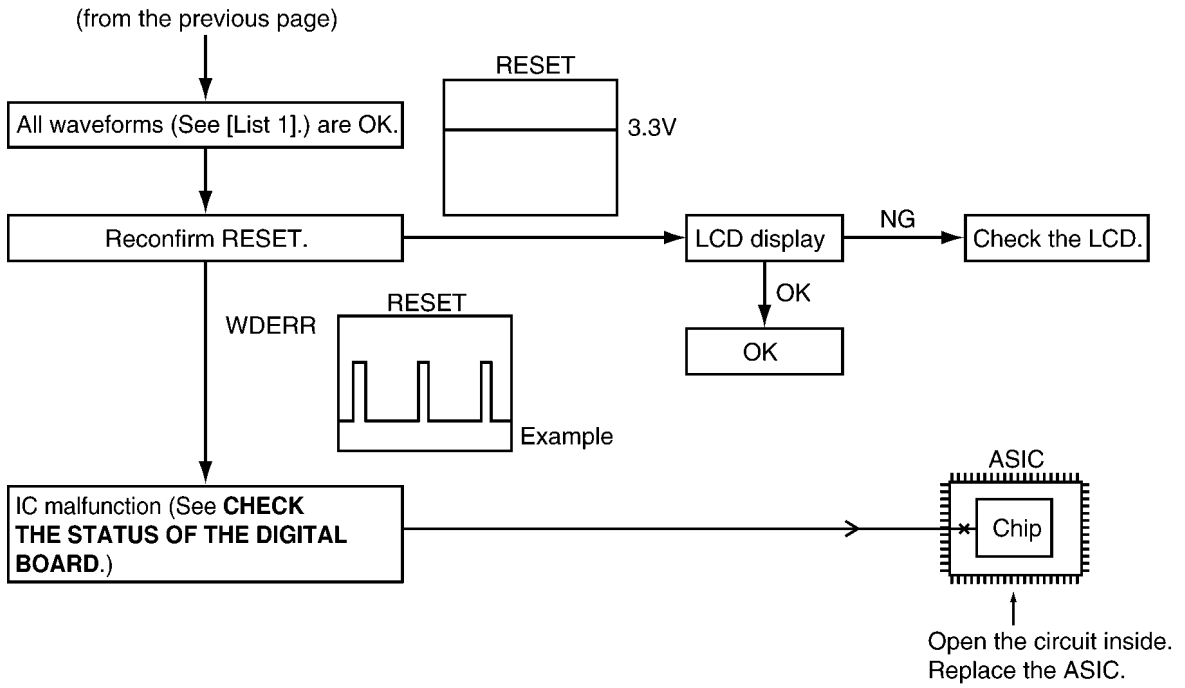 (from the previous page)
RESET
All waveforms (See [List 1].) are OK.
3.3V
Reconfirm RESET.
LCD display
NG
Check the LCD.
OK
OK
WDERR
RESET
Example
IC malfunction (See CHECK
THE STATUS OF THE DIGITAL
BOARD.)
ASIC
Chip
Open the circuit inside.
Replace the ASIC.